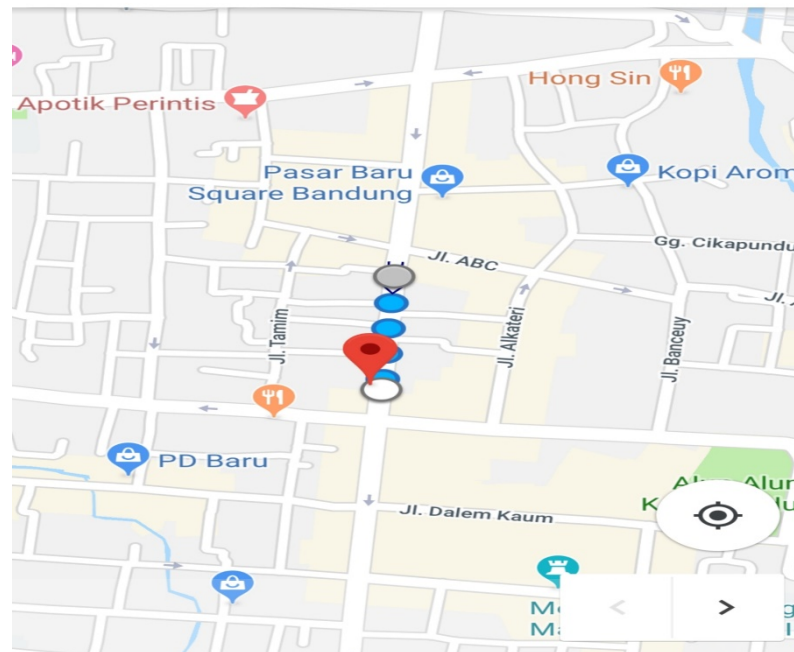 Hong Sin
Apotik Perintis
Pasar Baru
Square Bandung
Kopi Arom
Gg. Cikapundu
Jl. ABC
Jl. Tamim
Jl. Alkateri
Jl. Banceuy
PD Baru
Jl. Dalem Kaum